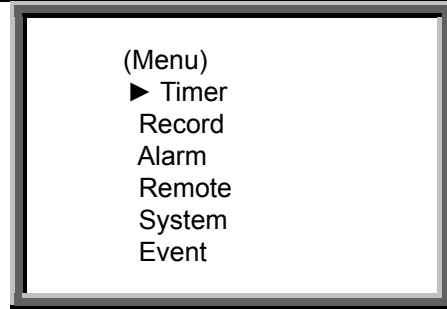 (Menu)
► Timer
Record
Alarm
Remote
System
Event